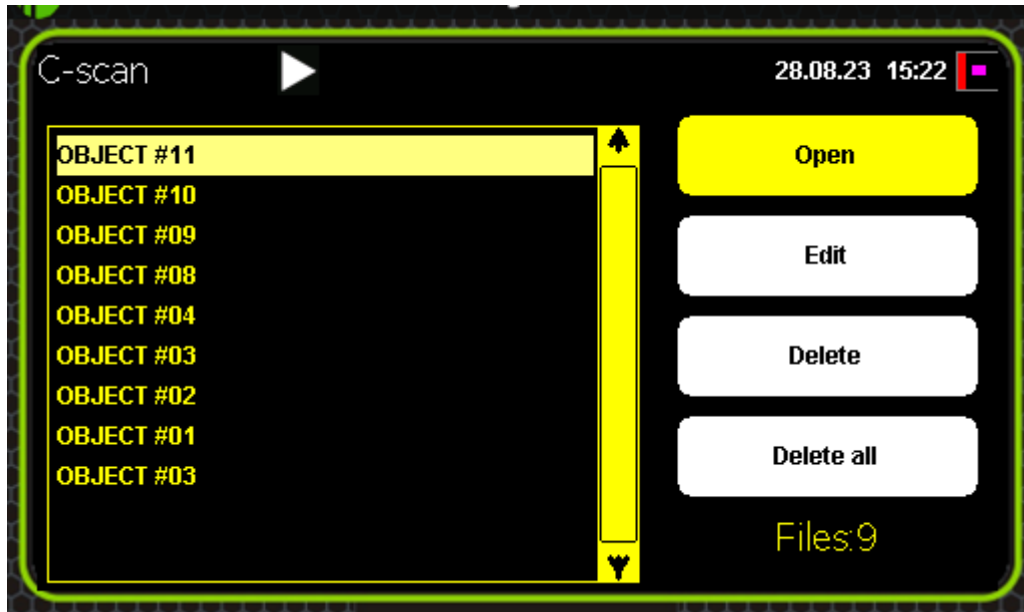 C-scan
28.08.23 15:22
OBJECT #11
OBJECT #10
OBJECT #09
OBJECT #08
OBJECT #04
OBJECT #03
OBJECT #02
OBJECT #01
OBJECT #03
Open
Edit
Delete
Delete all
Files:9